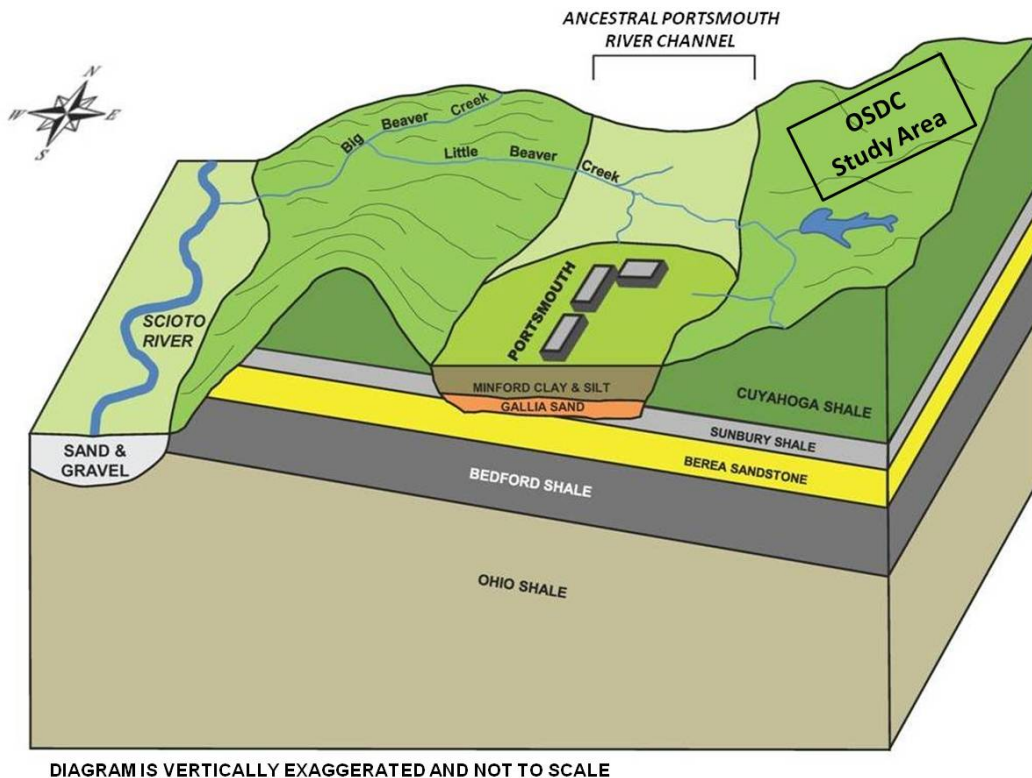 ANCESTRAL PORTSMOUTH
RIVER CHANNEL
N
W E
S
OSDC
Study Area
Big Beaver Creek
Little Beaver Creek
PORTSMOUTH
SCIOTO
RIVER
MINFORD CLAY & SILT
GALLIA SAND
CUYAHOGA SHALE
SUNBURY SHALE
BEREA SANDSTONE
SAND &
GRAVEL
BEDFORD SHALE
OHIO SHALE
DIAGRAM IS VERTICALLY EXAGGERATED AND NOT TO SCALE